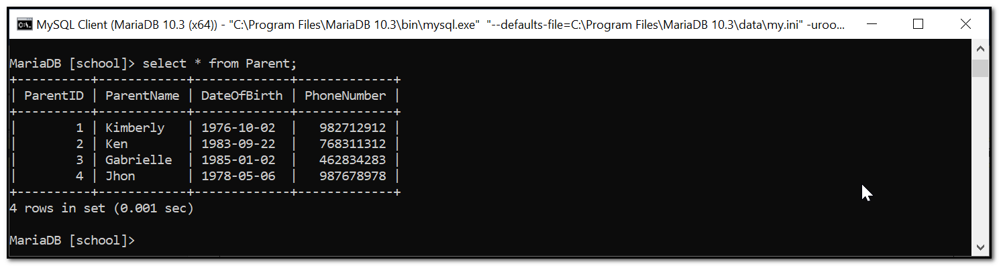 MySQL Client (MariaDB 10.3 (x64)) - "C:\Program Files\MariaDB 10.3\bin\mysql.exe"  "--defaults-file=C:\Program Files\MariaDB 10.3\data\my.ini" -uroo...
MariaDB [school]> select * from Parent;
+----------+------------+-------------+-------------+
| ParentID | ParentName | DateOfBirth | PhoneNumber |
+----------+------------+-------------+-------------+
|        1 | Kimberly   | 1976-10-02  |   982712912 |
|        2 | Ken        | 1983-09-22  |   768311312 |
|        3 | Gabrielle  | 1985-01-02  |   462834283 |
|        4 | Jhon       | 1978-05-06  |   987678978 |
+----------+------------+-------------+-------------+
4 rows in set (0.001 sec)
MariaDB [school]>